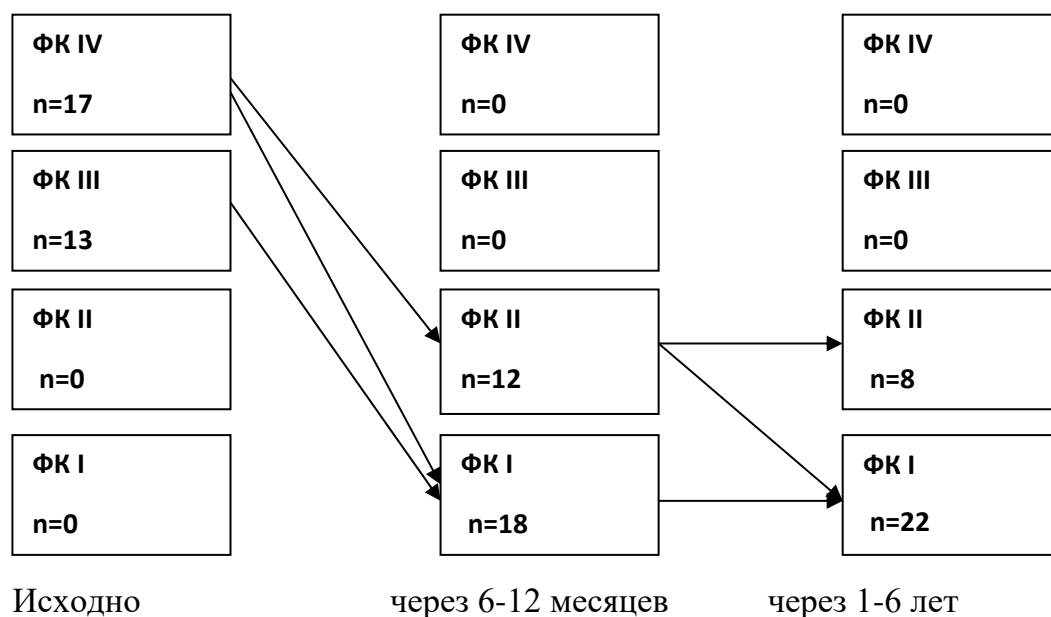 ФК IV
n=17
ФК IV
n=0
ФК IV
n=0
ФК III
n=13
ФК III
n=0
ФК III
n=0
ФК II
n=0
ФК II
n=12
ФК II
n=8
ФК I
n=0
ФК I
n=18
ФК I
n=22
Исходно
через 6-12 месяцев
через 1-6 лет